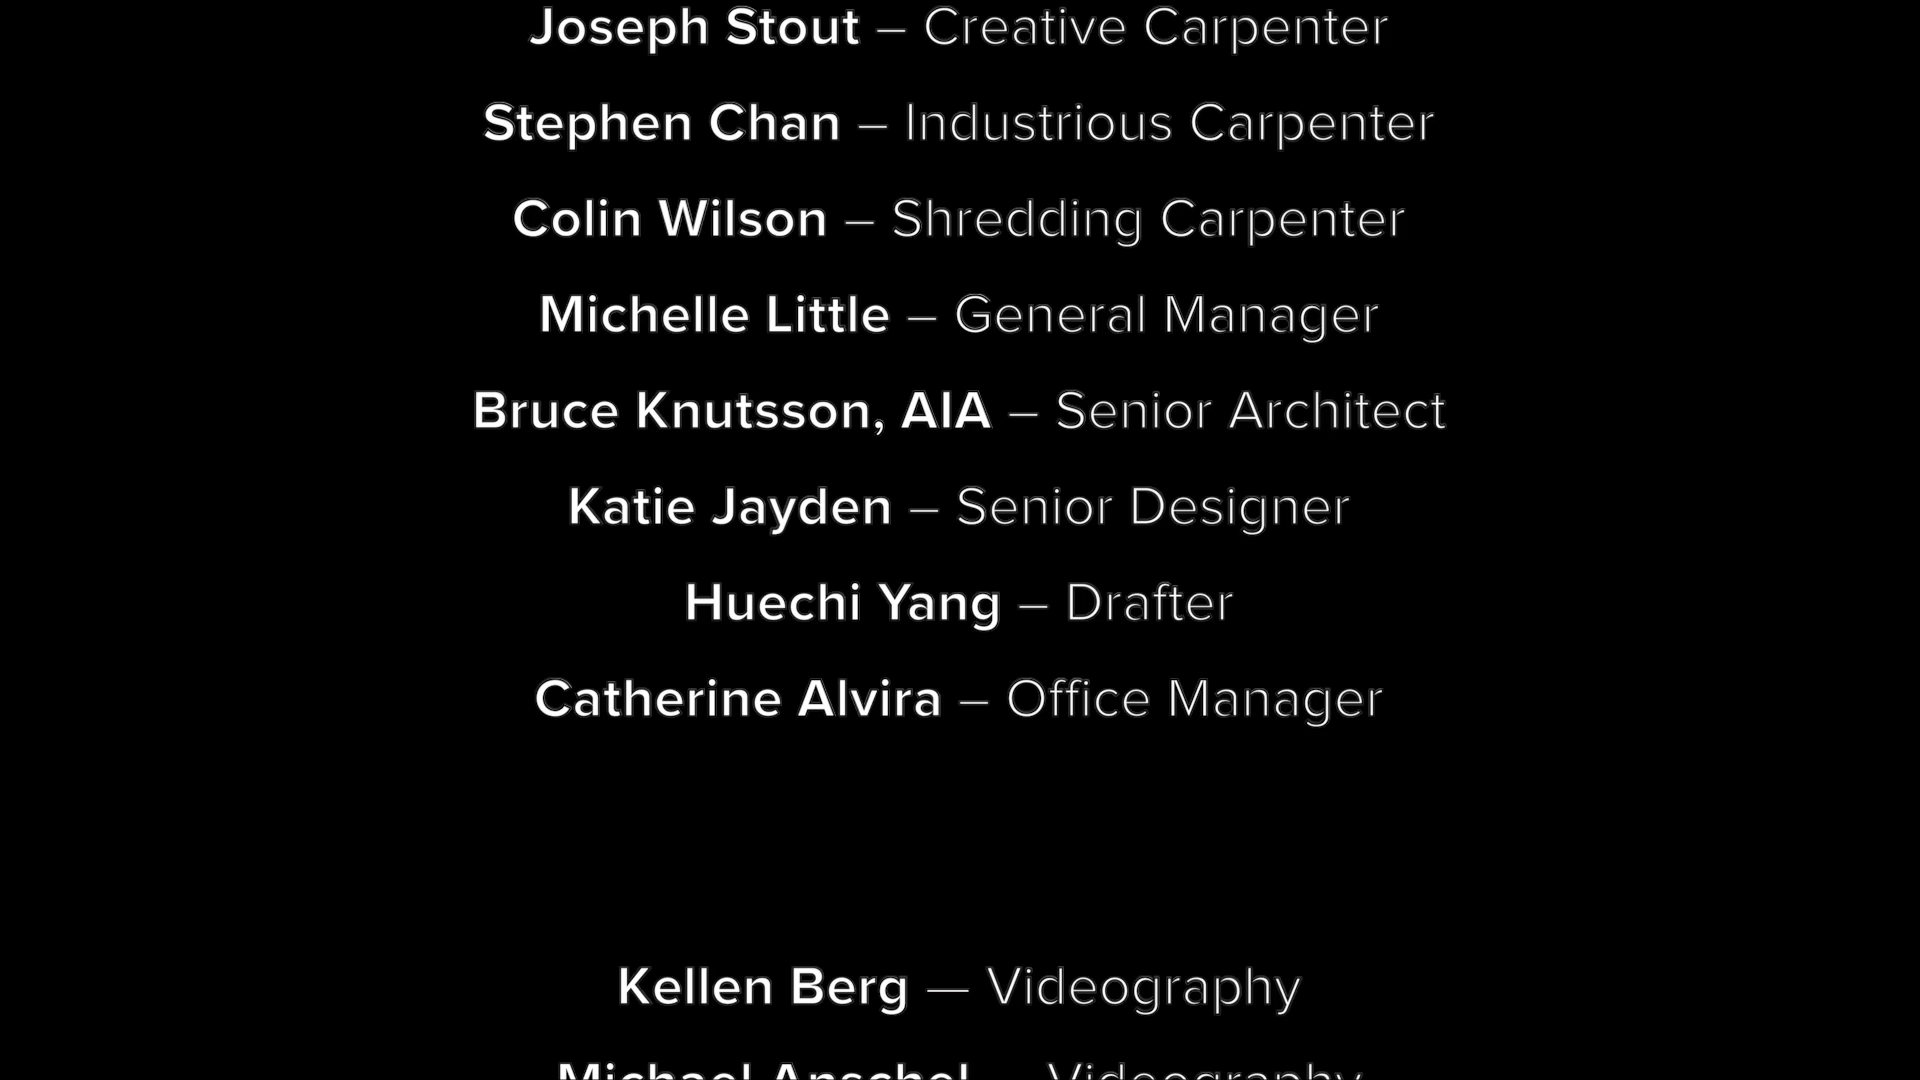 Joseph Stout – Creative Carpenter
Stephen Chan – Industrious Carpenter
Colin Wilson – Shredding Carpenter
Michelle Little – General Manager
Bruce Knutsson, AIA – Senior Architect
Katie Jayden – Senior Designer
Huechi Yang – Drafter
Catherine Alvira – Office Manager
Kellen Berg — Videography
Michael Anschel — Videography